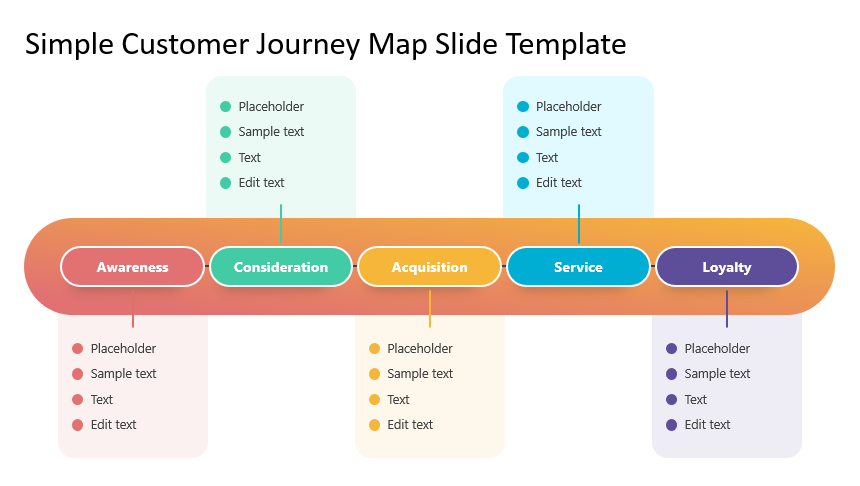 Simple Customer Journey Map Slide Template
Placeholder
Sample text
Text
Edit text
Placeholder
Sample text
Text
Edit text
Awareness
Consideration
Acquisition
Service
Loyalty
Placeholder
Sample text
Text
Edit text
Placeholder
Sample text
Text
Edit text
Placeholder
Sample text
Text
Edit text